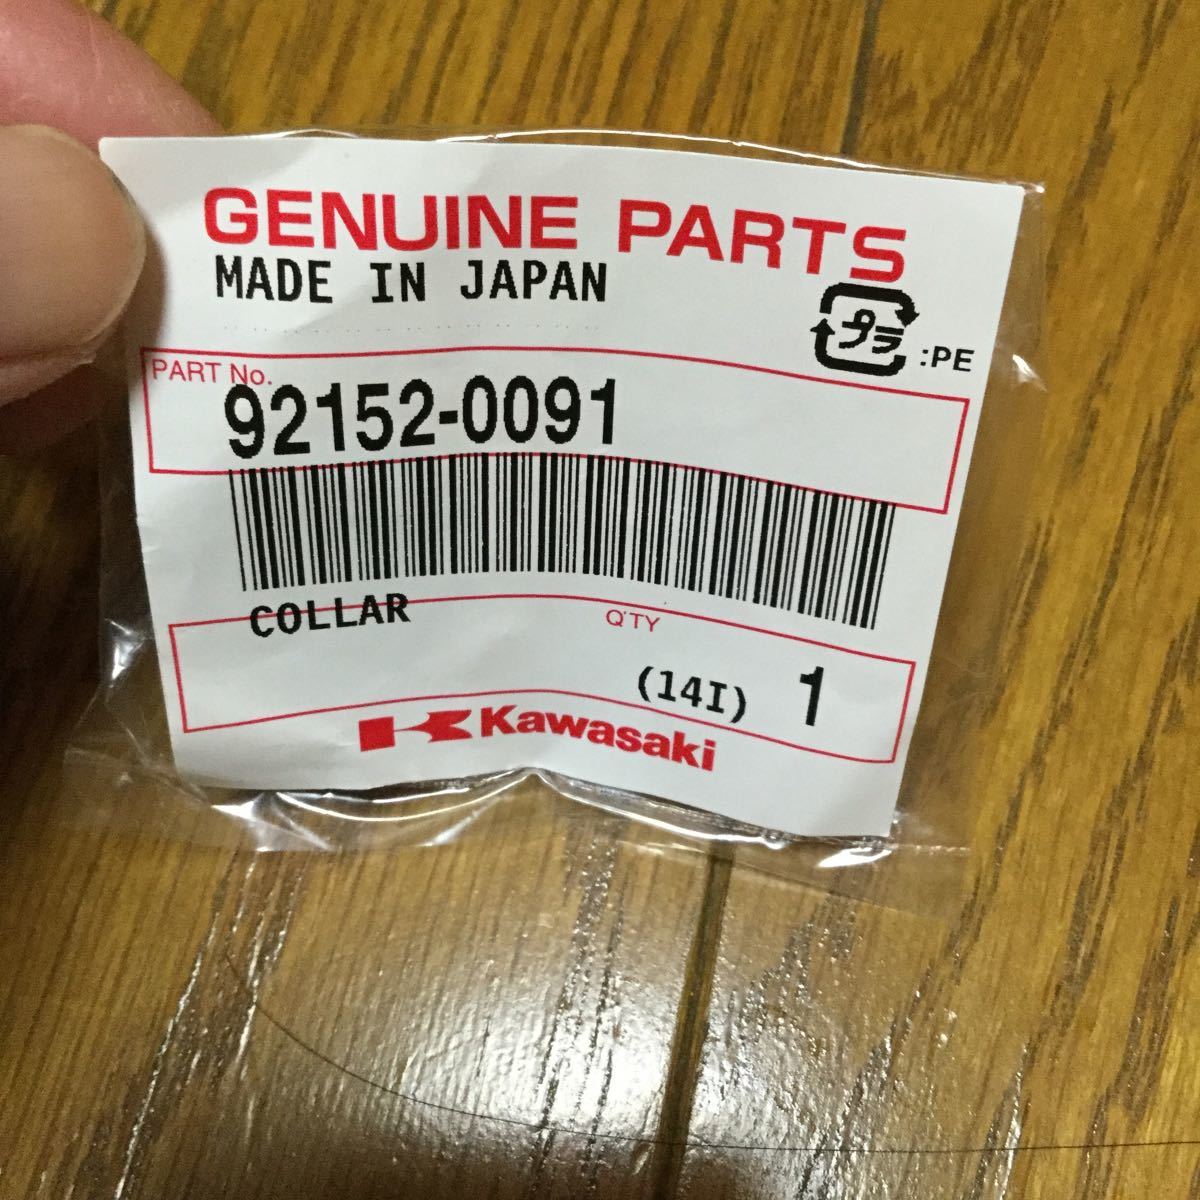 GENUINE PARTS
MADE IN JAPAN
プラ :PE
PART No.
92152-0091
COLLAR
Q'TY
(14I) 1
Kawasaki